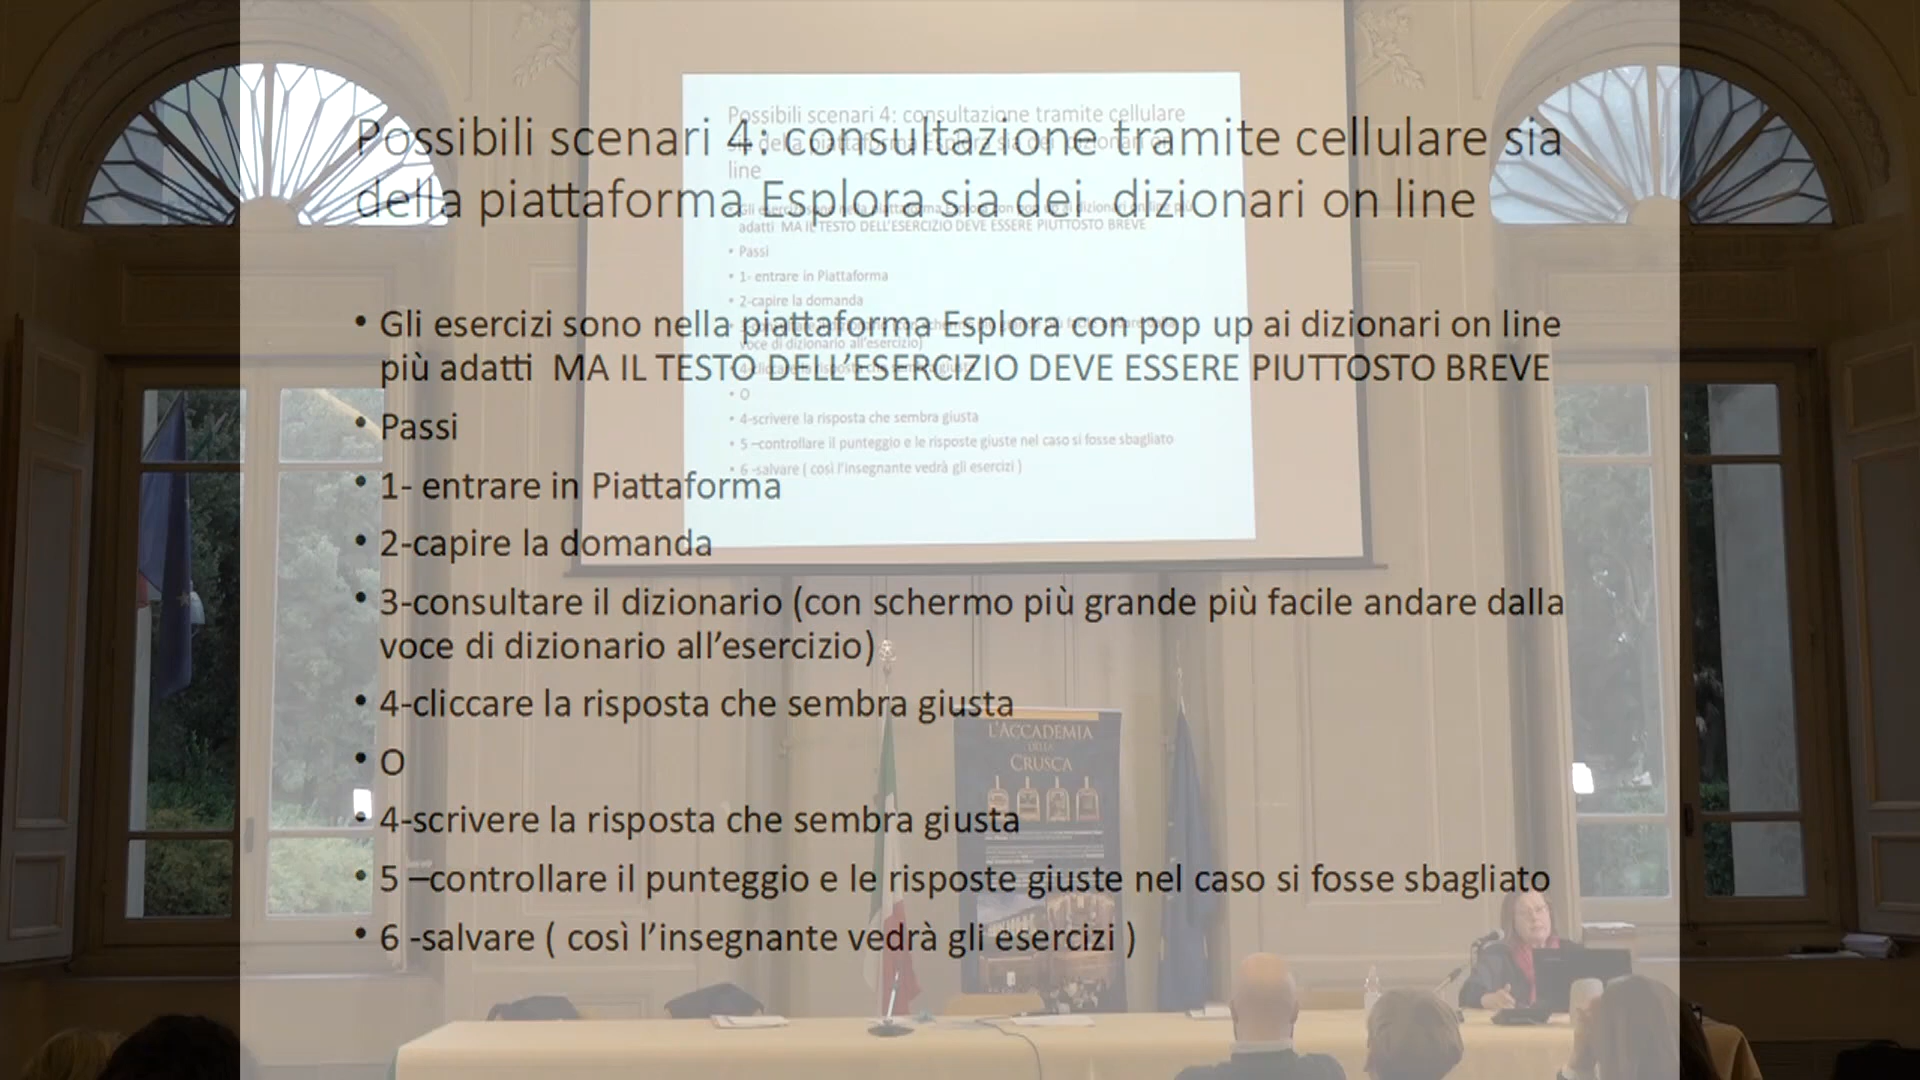 Possibili scenari 4: consultazione tramite cellulare sia
della piattaforma Esplora sia dei dizionari on line
• Gli esercizi sono nella piattaforma Esplora con pop up ai dizionari on line
più adatti MA IL TESTO DELL’ESERCIZIO DEVE ESSERE PIUTTOSTO BREVE
• Passi
• 1- entrare in Piattaforma
• 2-capire la domanda
• 3-consultare il dizionario (con schermo più grande più facile andare dalla
voce di dizionario all’esercizio)
• 4-cliccare la risposta che sembra giusta
• O
• 4-scrivere la risposta che sembra giusta
• 5 –controllare il punteggio e le risposte giuste nel caso si fosse sbagliato
• 6 -salvare ( così l’insegnante vedrà gli esercizi )
Possibili scenari 4: consultazione tramite cellulare
sia della piattaforma Esplora sia dei dizionari on
line
• Gli esercizi sono nella piattaforma Esplora con pop up ai dizionari on line più
adatti MA IL TESTO DELL’ESERCIZIO DEVE ESSERE PIUTTOSTO BREVE
• Passi
• 1- entrare in Piattaforma
• 2-capire la domanda
voce di dizionario all’esercizio)
• 4-cliccare la risposta che sembra giusta
• O
• 4-scrivere la risposta che sembra giusta
• 5 –controllare il punteggio e le risposte giuste nel caso si fosse sbagliato
• 6 -salvare ( così l’insegnante vedrà gli esercizi )
L’ACCADEMIA
DELLA
CRUSCA